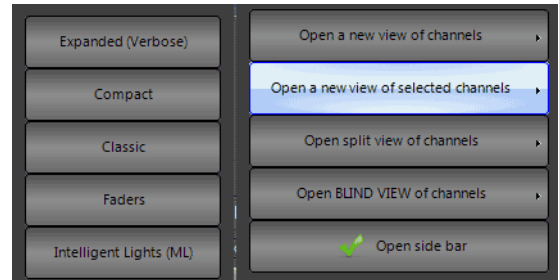 Expanded (Verbose)
Compact
Classic
Faders
Intelligent Lights (ML)
Open a new view of channels
Open a new view of selected channels
Open split view of channels
Open BLIND VIEW of channels
Open side bar